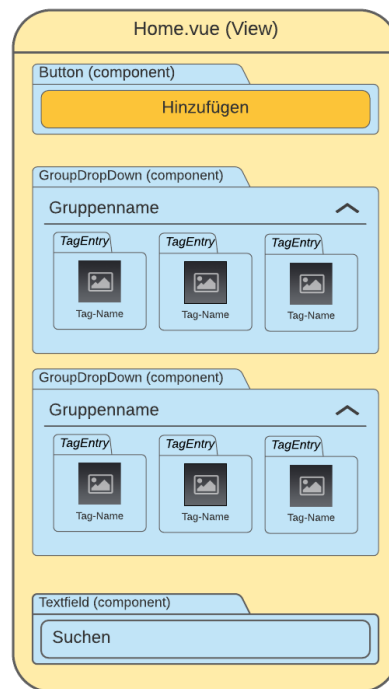 Home.vue (View)
Button (component)
Hinzufügen
GroupDropDown (component)
Gruppenname
TagEntry TagEntry TagEntry
Tag-Name Tag-Name Tag-Name
GroupDropDown (component)
Gruppenname
TagEntry TagEntry TagEntry
Tag-Name Tag-Name Tag-Name
Textfield (component)
Suchen